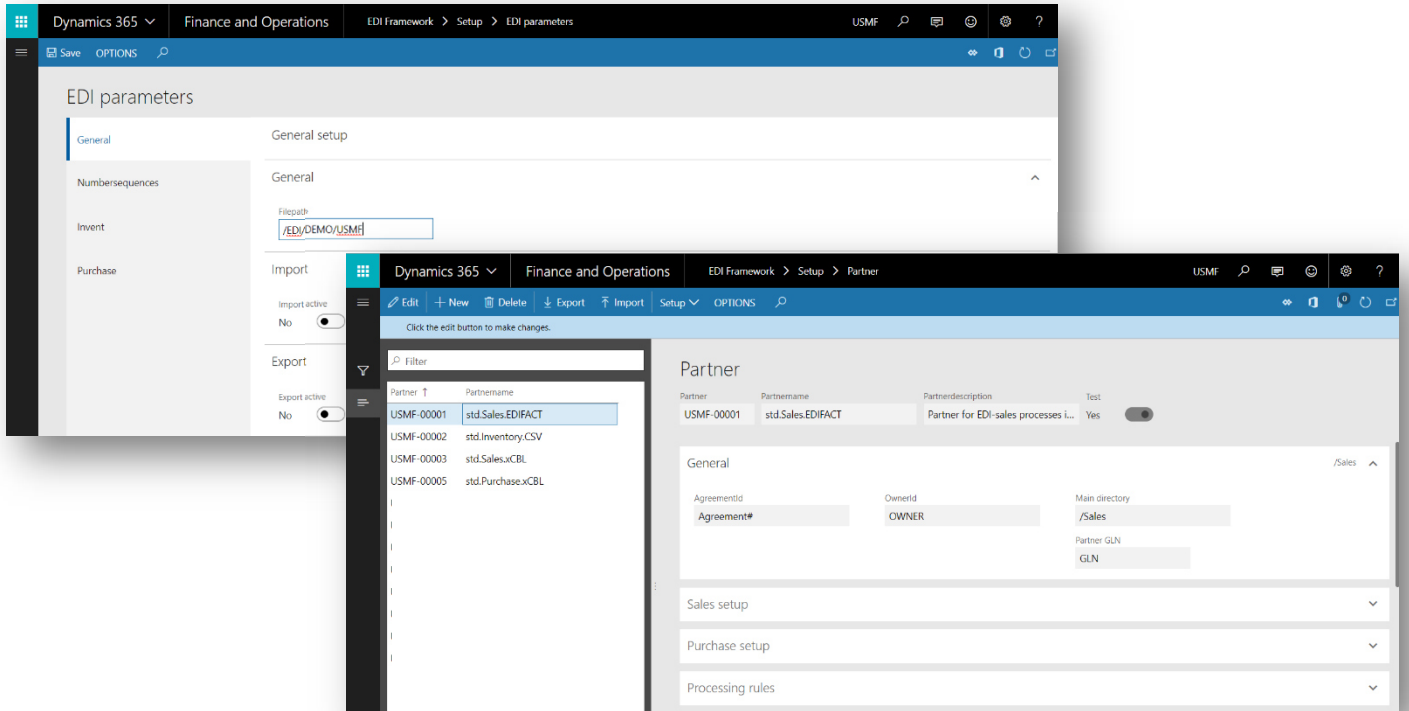 Dynamics 365 Finance and Operations EDI Framework > Setup > EDI parameters USMF ?
Save OPTIONS
EDI parameters
General
Numbersequences
Invent
Purchase
General setup
General
Filepath
/EDI/DEMO/USMF
Import
Import active
No
Export
Export active
No
Dynamics 365 Finance and Operations EDI Framework > Setup > Partner USMF ?
Edit New Delete Export Import Setup OPTIONS 0
Click the edit button to make changes.
Filter
Partner ↑ Partnername
USMF-00001 std.Sales.EDIFACT
USMF-00002 std.Inventory.CSV
USMF-00003 std.Sales.xCBL
USMF-00005 std.Purchase.xCBL
Partner
Partner Partnername Partnerdescription Test
USMF-00001 std.Sales.EDIFACT Partner for EDI-sales processes i... Yes
General /Sales
AgreementId OwnerId Main directory
Agreement# OWNER /Sales
Partner GLN
GLN
Sales setup
Purchase setup
Processing rules